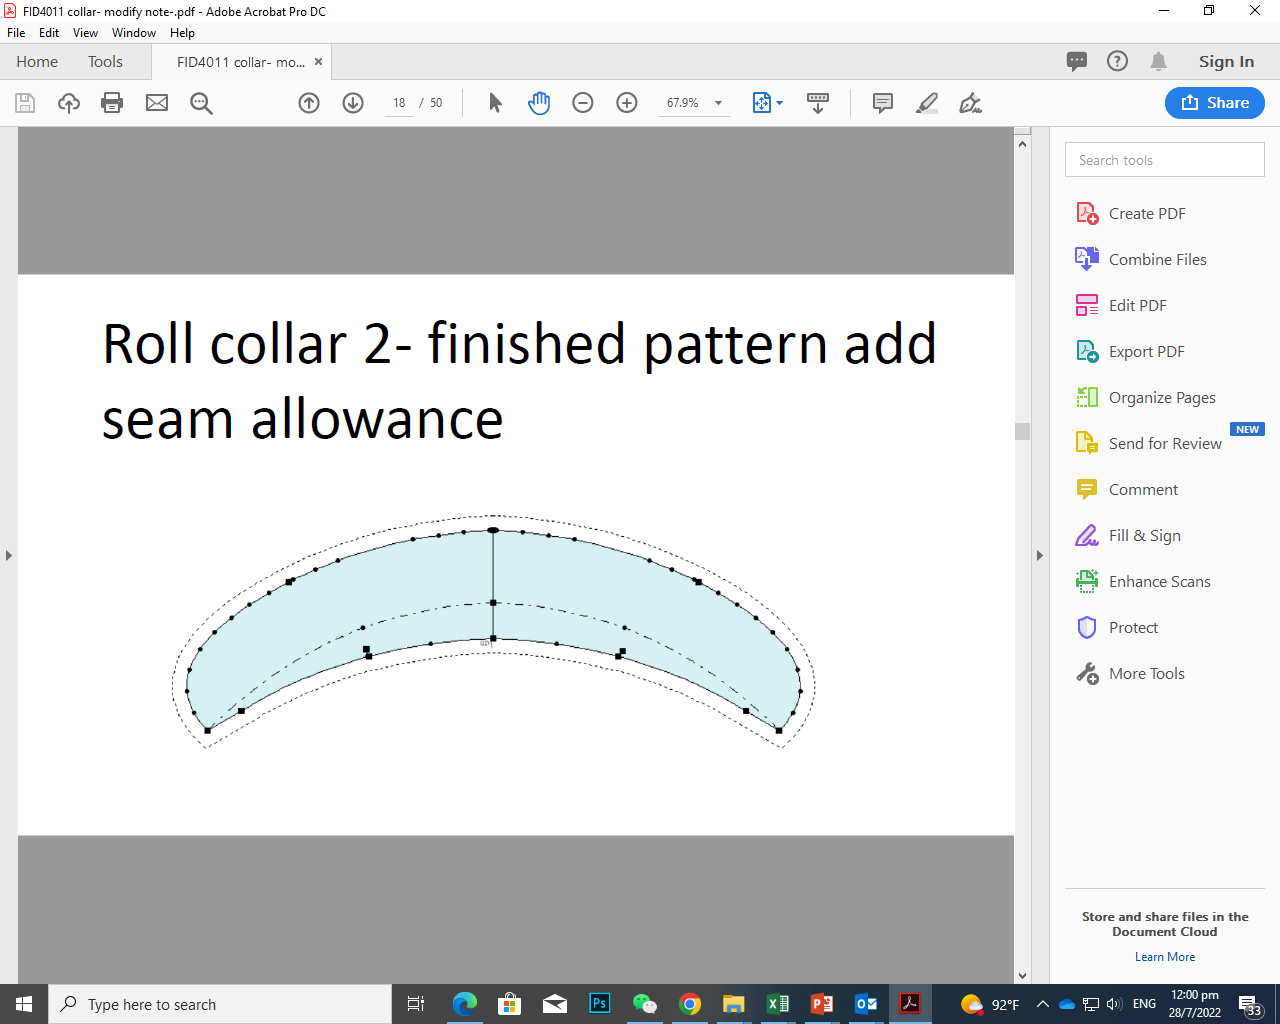 FID4011 collar- modify note-.pdf - Adobe Acrobat Pro DC
File Edit View Window Help
Home Tools FID4011 collar- mo... × Sign In
18 / 50 67.9% Share
Search tools
Create PDF
Combine Files
Edit PDF
Export PDF
Organize Pages
NEW
Send for Review
Comment
Fill & Sign
Enhance Scans
Protect
More Tools
Roll collar 2- finished pattern add
seam allowance
Store and share files in the
Document Cloud
Learn More
Type here to search
Ps
92°F
ENG
12:00 pm
28/7/2022
33